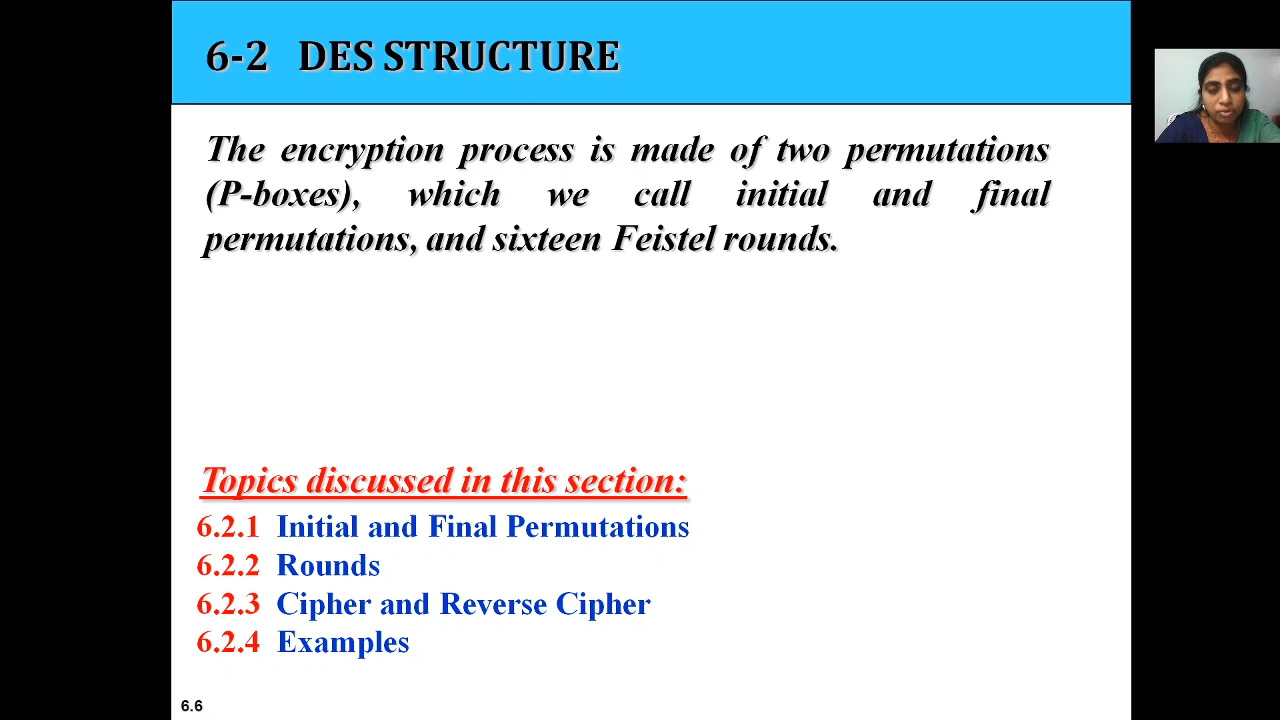 6-2 DES STRUCTURE
The encryption process is made of two permutations
(P-boxes), which we call initial and final
permutations, and sixteen Feistel rounds.
Topics discussed in this section:
6.2.1 Initial and Final Permutations
6.2.2 Rounds
6.2.3 Cipher and Reverse Cipher
6.2.4 Examples
6.6